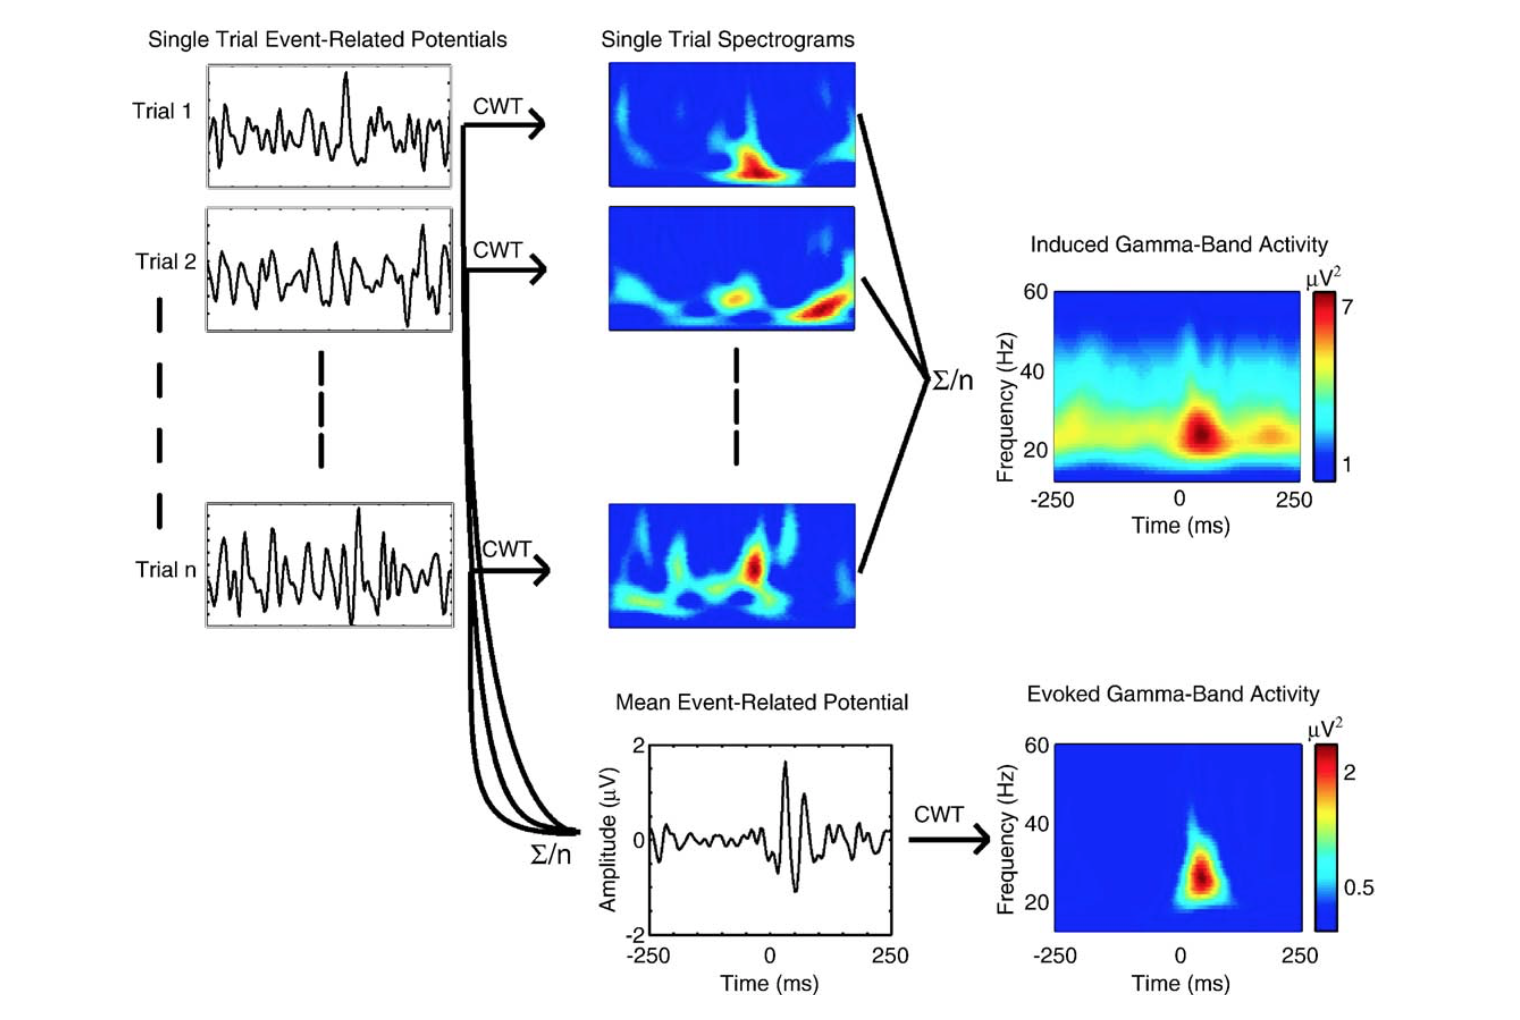 Single Trial Event-Related Potentials
Single Trial Spectrograms
Trial 1
CWT
Trial 2
CWT
Trial n
CWT
Σ/n
Induced Gamma-Band Activity
μV²
60
40
20
Frequency (Hz)
7
1
-250
0
250
Time (ms)
Σ/n
Mean Event-Related Potential
2
0
-2
Amplitude (μV)
-250
0
250
Time (ms)
CWT
Evoked Gamma-Band Activity
μV²
60
40
20
Frequency (Hz)
2
0.5
-250
0
250
Time (ms)